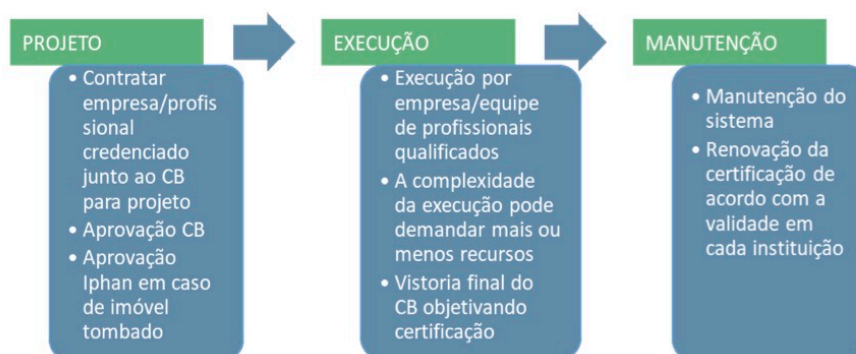 PROJETO
• Contratar
empresa/profis
sional
credenciado
junto ao CB
para projeto
• Aprovação CB
• Aprovação
Iphan em caso
de imóvel
tombado
EXECUÇÃO
• Execução por
empresa/equipe
de profissionais
qualificados
• A complexidade
da execução pode
demandar mais ou
menos recursos
• Vistoria final do
CB objetivando
certificação
MANUTENÇÃO
• Manutenção do
sistema
• Renovação da
certificação de
acordo com a
validade em
cada instituição